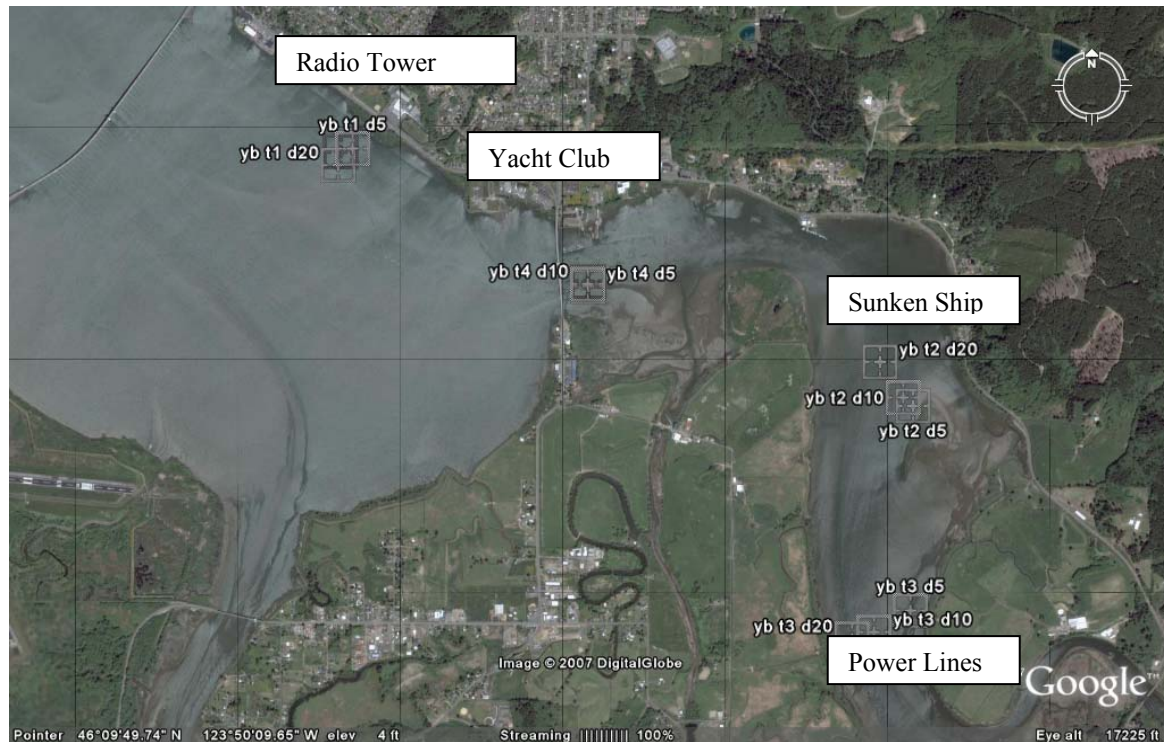 Radio Tower
N
yb t1 d5
yb t1 d20
Yacht Club
yb t4 d10
yb t4 d5
Sunken Ship
yb t2 d20
yb t2 d10
yb t2 d5
yb t3 d5
yb t3 d10
yb t3 d20
Power Lines
Image © 2007 DigitalGlobe
Google™
Pointer 46°09'49.74" N 123°50'09.65" W elev 4 ft Streaming |||||||||| 100% Eye alt 17225 ft